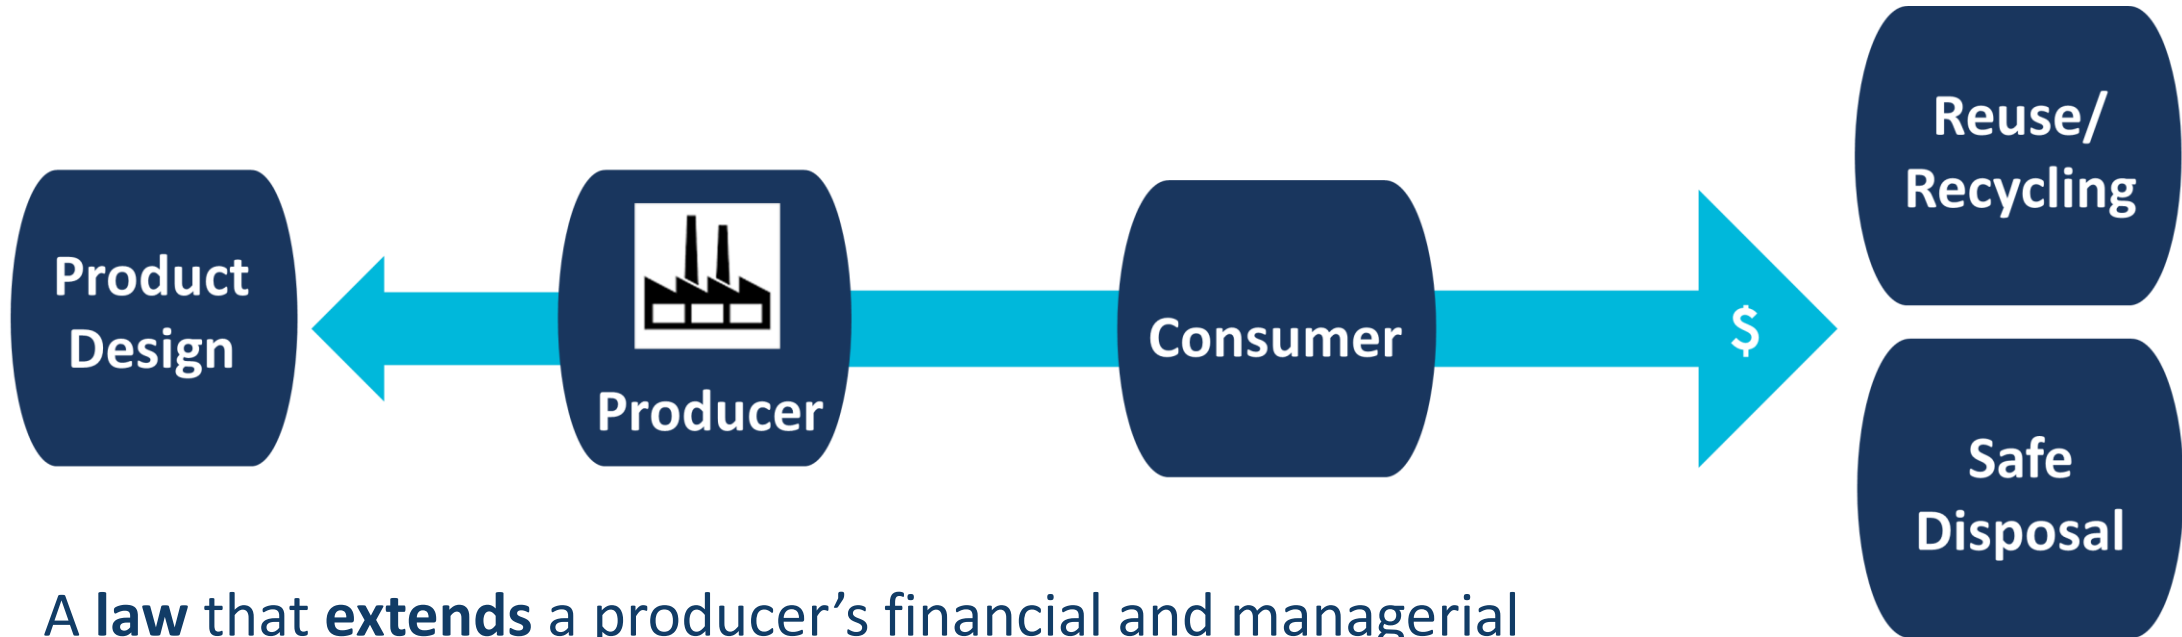 Product
Design
Producer
Consumer
$
Reuse/
Recycling
Safe
Disposal
A law that extends a producer’s financial and managerial